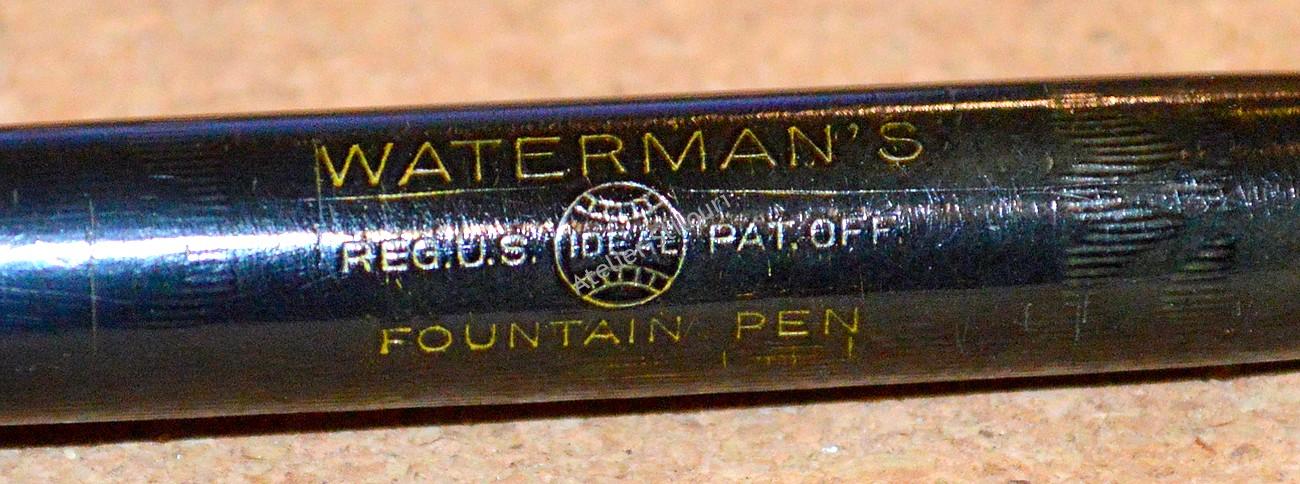 WATERMAN'S
REG.U.S. IDEAL PAT.OFF.
FOUNTAIN PEN